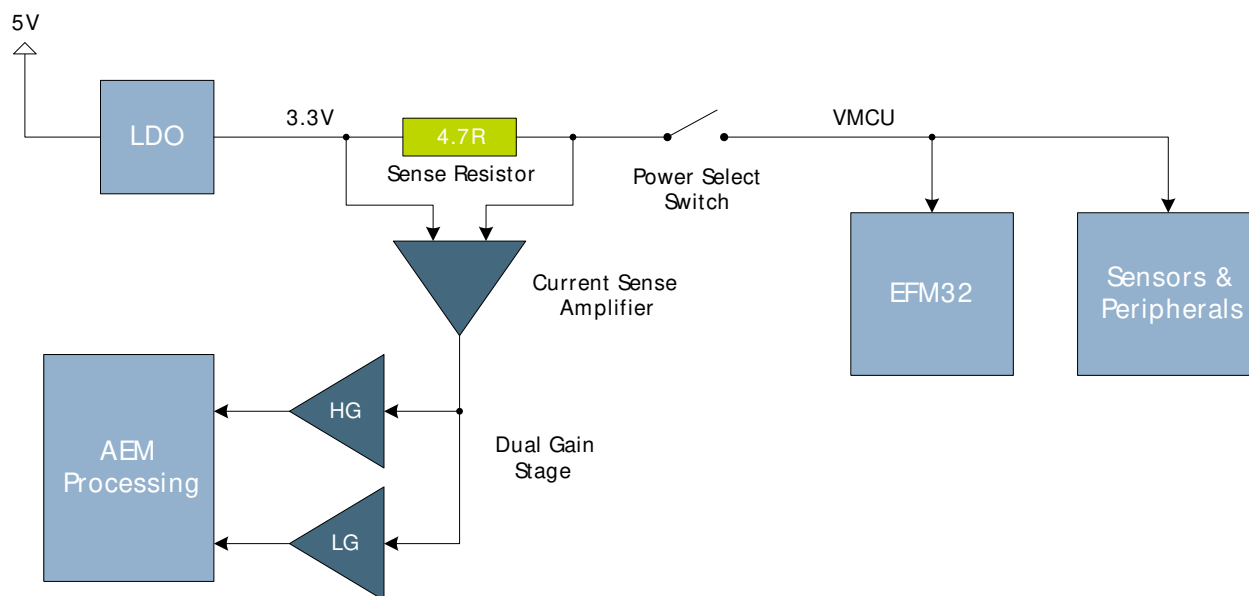 5V
LDO
3.3V
4.7R
Sense Resistor
Power Select
Switch
VMCU
Current Sense
Amplifier
EFM32
Sensors &
Peripherals
AEM
Processing
HG
LG
Dual Gain
Stage